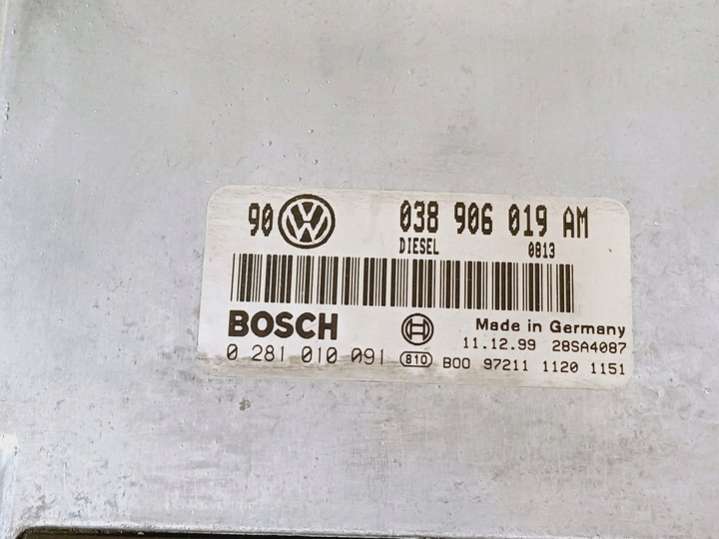 90 VW 038 906 019 AM
DIESEL 0813
BOSCH Made in Germany
11.12.99 28SA4087
0 281 010 091 810 B00 97211 1120 1151